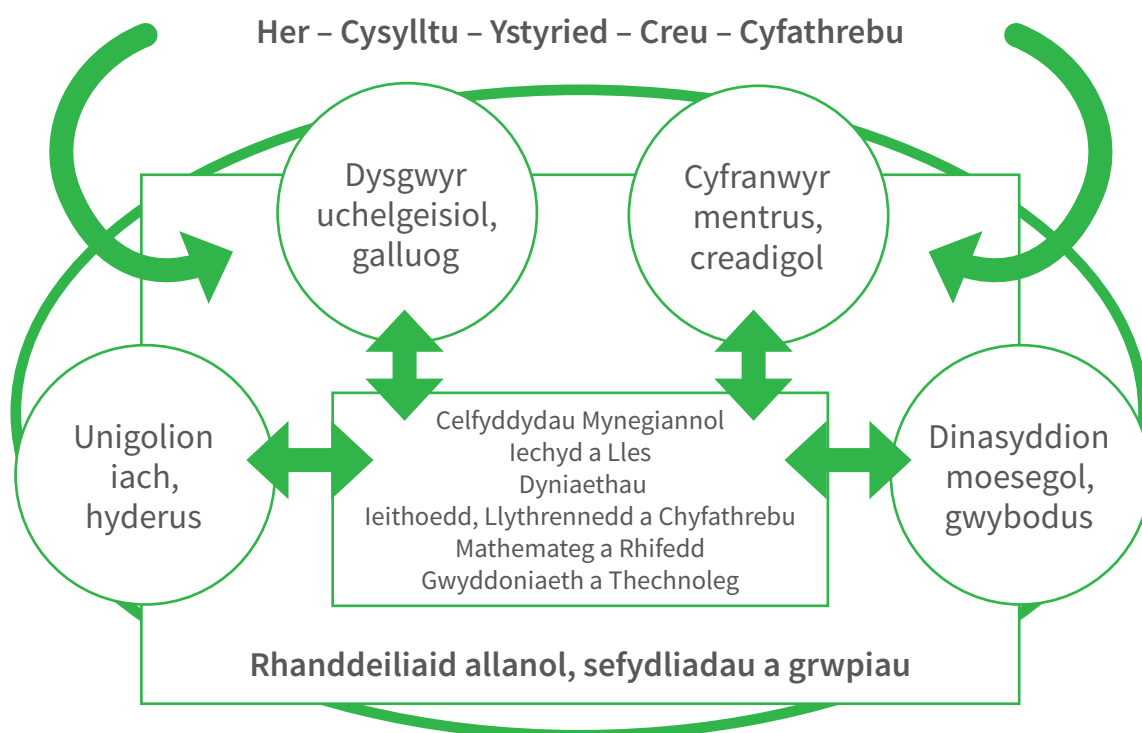 Her – Cysylltu – Ystyried – Creu – Cyfathrebu
Dysgwyr
uchelgeisiol,
galluog
Cyfranwyr
mentrus,
creadigol
Unigolion
iach,
hyderus
Celfyddydau Mynegiannol
Iechyd a Lles
Dyniaethau
Ieithoedd, Llythrennedd a Chyfathrebu
Mathemateg a Rhifedd
Gwyddoniaeth a Thechnoleg
Dinasyddion
moesegol,
gwybodus
Rhanddeiliaid allanol, sefydliadau a grwpiau